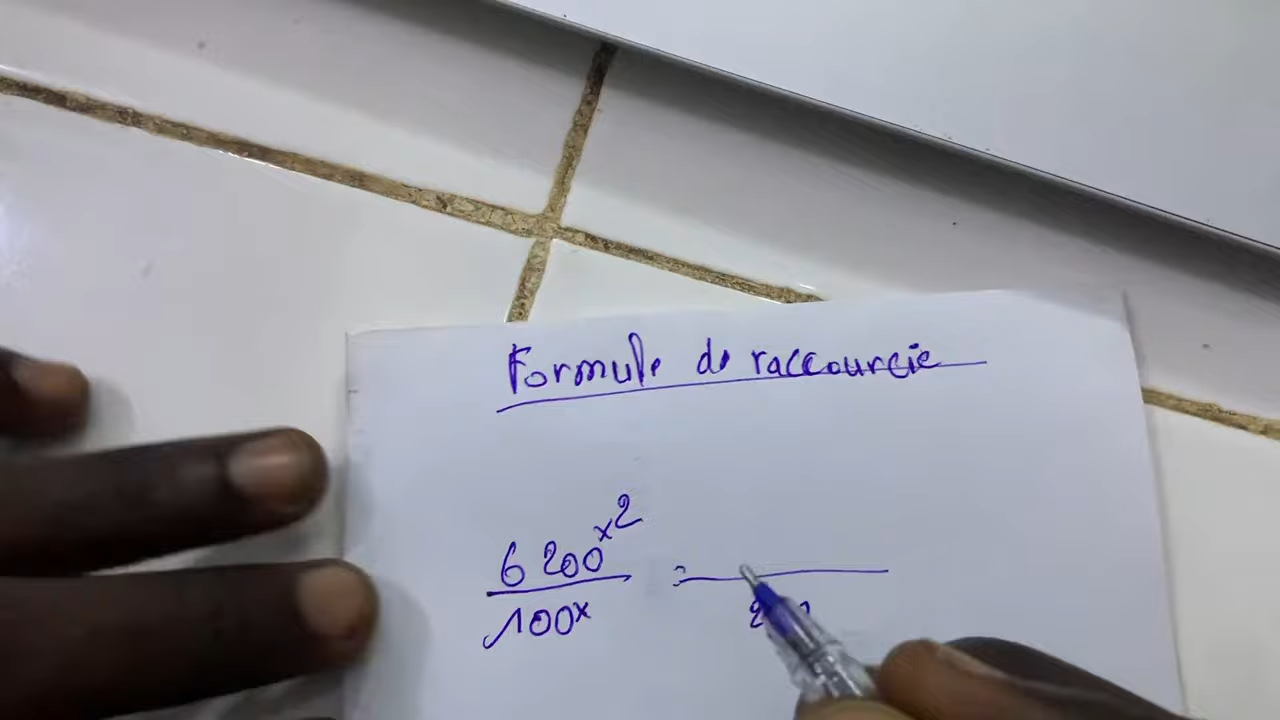 Formule de raccourcie
6 200^x2 / 100^x =